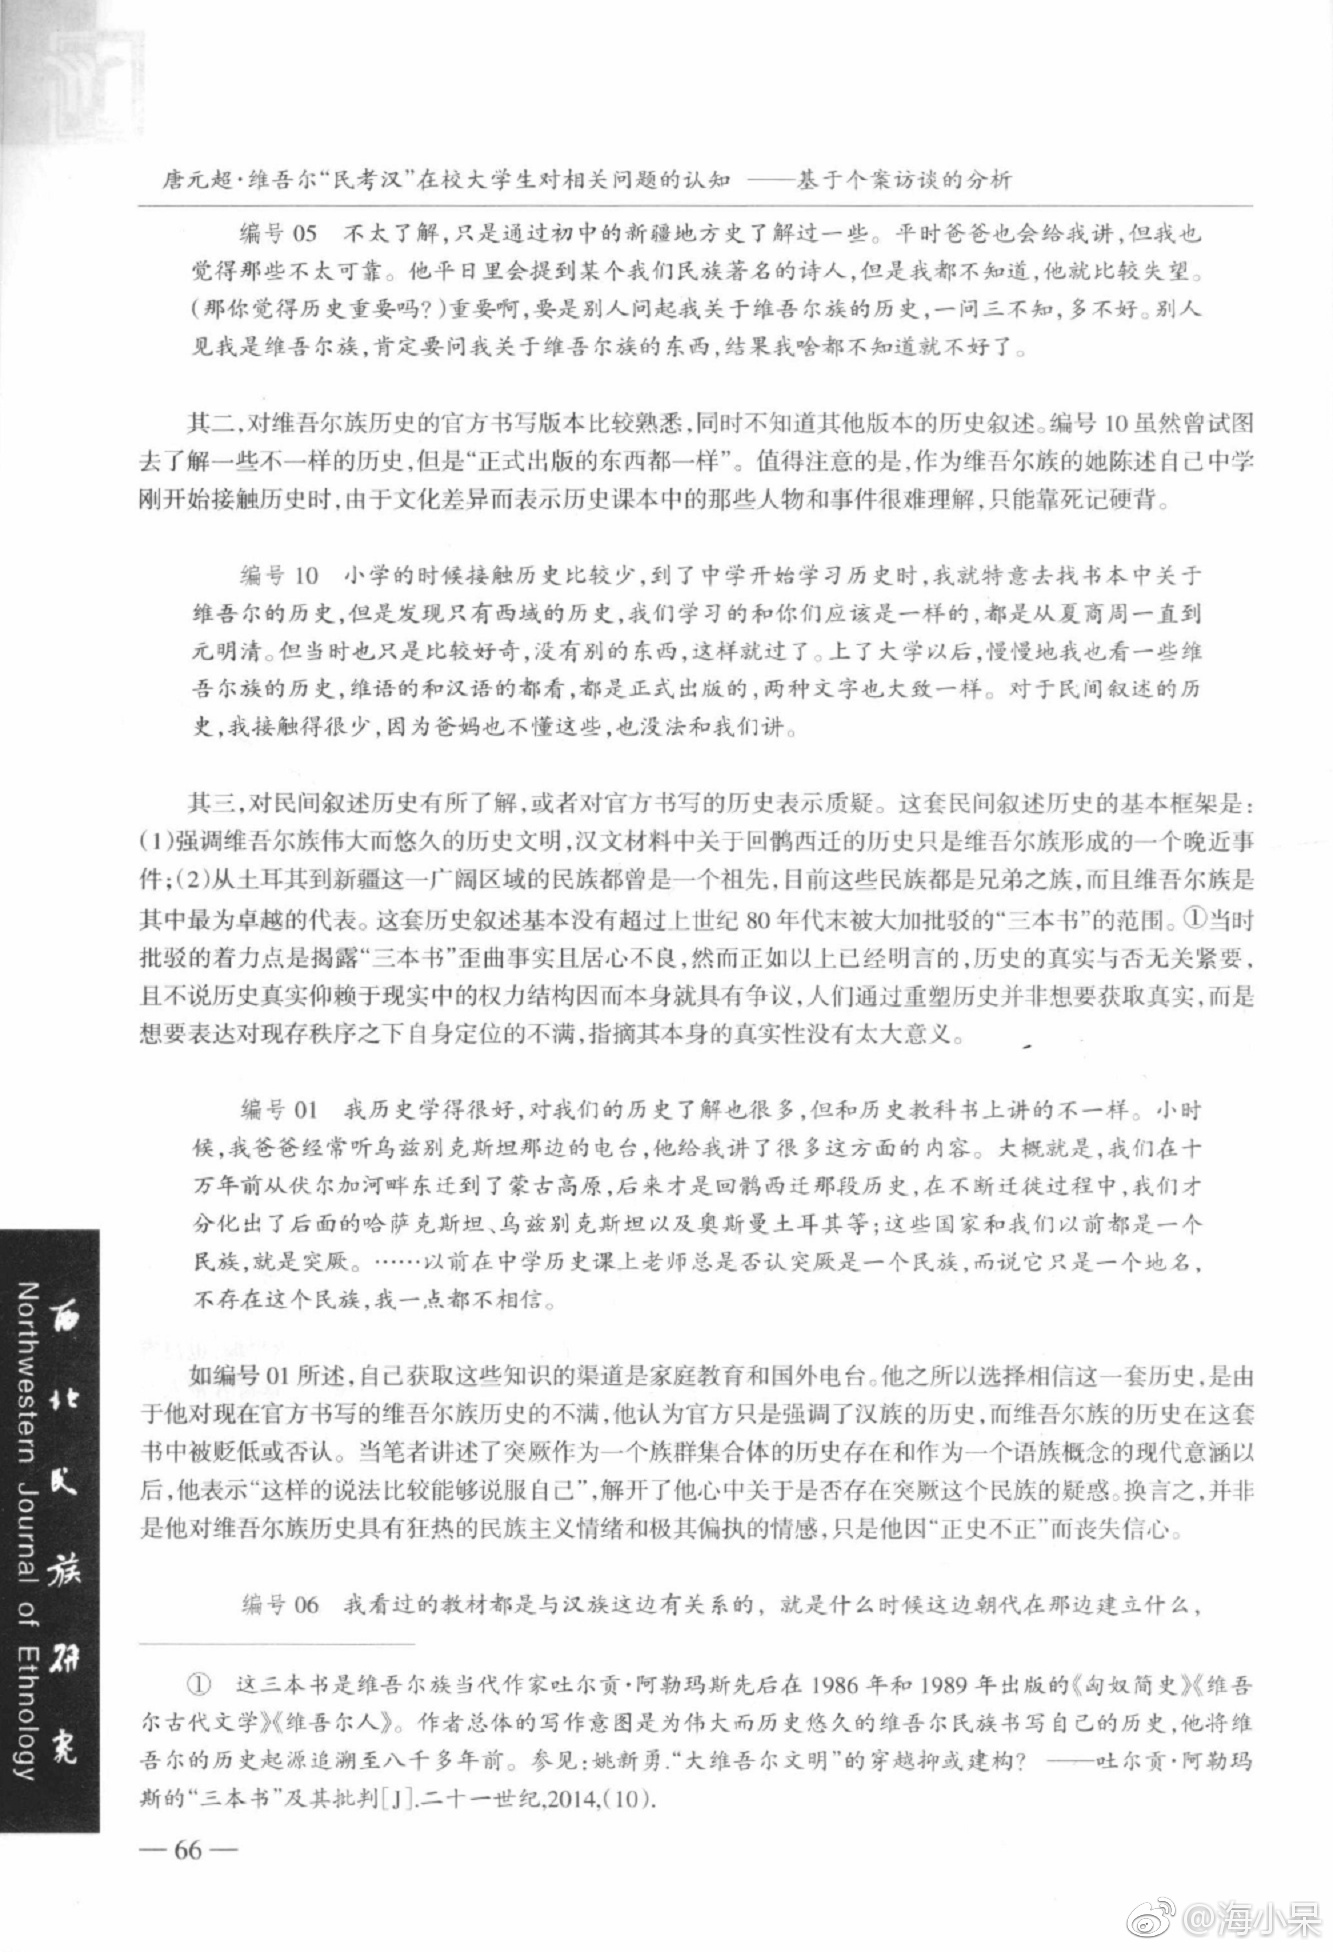 唐元超·维吾尔“民考汉”在校大学生对相关问题的认知 ——基于个案访谈的分析
编号 05 不太了解,只是通过初中的新疆地方史了解过一些。平时爸爸也会给我讲,但我也
觉得那些不太可靠。他平日里会提到某个我们民族著名的诗人,但是我都不知道,他就比较失望。
(那你觉得历史重要吗?)重要啊,要是别人问起我关于维吾尔族的历史,一问三不知,多不好。别人
见我是维吾尔族,肯定要问我关于维吾尔族的东西,结果我啥都不知道就不好了。
其二,对维吾尔族历史的官方书写版本比较熟悉,同时不知道其他版本的历史叙述。编号 10 虽然曾试图
去了解一些不一样的历史,但是“正式出版的东西都一样”。值得注意的是,作为维吾尔族的她陈述自己中学
刚开始接触历史时,由于文化差异而表示历史课本中的那些人物和事件很难理解,只能靠死记硬背。
编号 10 小学的时候接触历史比较少,到了中学开始学习历史时,我就特意去找书本中关于
维吾尔的历史,但是发现只有西域的历史,我们学习的和你们应该是一样的,都是从夏商周一直到
元明清。但当时也只是比较好奇,没有别的东西,这样就过了。上了大学以后,慢慢地我也看一些维
吾尔族的历史,维语的和汉语的都看,都是正式出版的,两种文字也大致一样。对于民间叙述的历
史,我接触得很少,因为爸妈也不懂这些,也没法和我们讲。
其三,对民间叙述历史有所了解,或者对官方书写的历史表示质疑。这套民间叙述历史的基本框架是:
(1)强调维吾尔族伟大而悠久的历史文明,汉文材料中关于回鹘西迁的历史只是维吾尔族形成的一个晚近事
件;(2)从土耳其到新疆这一广阔区域的民族都曾是一个祖先,目前这些民族都是兄弟之族,而且维吾尔族是
其中最为卓越的代表。这套历史叙述基本没有超过上世纪 80 年代末被大加批驳的“三本书”的范围。①当时
批驳的着力点是揭露“三本书”歪曲事实且居心不良,然而正如以上已经明言的,历史的真实与否无关紧要,
且不说历史真实仰赖于现实中的权力结构因而本身就具有争议,人们通过重塑历史并非想要获取真实,而是
想要表达对现存秩序之下自身定位的不满,指摘其本身的真实性没有太大意义。
编号 01 我历史学得很好,对我们的历史了解也很多,但和历史教科书上讲的不一样。小时
候,我爸爸经常听乌兹别克斯坦那边的电台,他给我讲了很多这方面的内容。大概就是,我们在十
万年前从伏尔加河畔东迁到了蒙古高原,后来才是回鹘西迁那段历史,在不断迁徙过程中,我们才
分化出了后面的哈萨克斯坦、乌兹别克斯坦以及奥斯曼土耳其等;这些国家和我们以前都是一个
民族,就是突厥。……以前在中学历史课上老师总是否认突厥是一个民族,而说它只是一个地名,
不存在这个民族,我一点都不相信。
如编号 01 所述,自己获取这些知识的渠道是家庭教育和国外电台。他之所以选择相信这一套历史,是由
于他对现在官方书写的维吾尔族历史的不满,他认为官方只是强调了汉族的历史,而维吾尔族的历史在这套
书中被贬低或否认。当笔者讲述了突厥作为一个族群集合体的历史存在和作为一个语族概念的现代意涵以
后,他表示“这样的说法比较能够说服自己”,解开了他心中关于是否存在突厥这个民族的疑惑。换言之,并非
是他对维吾尔族历史具有狂热的民族主义情绪和极其偏执的情感,只是他因“正史不正”而丧失信心。
编号 06 我看过的教材都是与汉族这边有关系的，就是什么时候这边朝代在那边建立什么,
① 这三本书是维吾尔族当代作家吐尔贡·阿勒玛斯先后在 1986 年和 1989 年出版的《匈奴简史》《维吾
尔古代文学》《维吾尔人》。作者总体的写作意图是为伟大而历史悠久的维吾尔民族书写自己的历史,他将维
吾尔的历史起源追溯至八千多年前。参见:姚新勇.“大维吾尔文明”的穿越抑或建构? ——吐尔贡·阿勒玛
斯的“三本书”及其批判[J].二十一世纪,2014,(10).
— 66 —
西北民族研究
Northwestern Journal of Ethnology
@海小呆